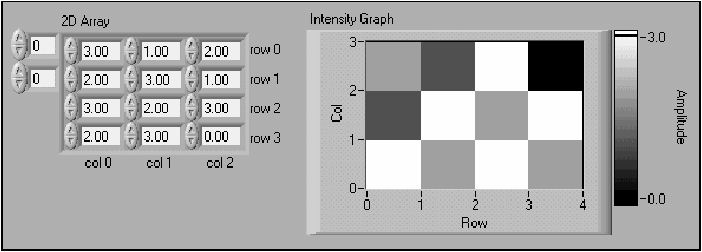 2D Array
0
0
3.00 1.00 2.00 row 0
2.00 3.00 1.00 row 1
3.00 2.00 3.00 row 2
2.00 3.00 0.00 row 3
col 0 col 1 col 2
Intensity Graph
3
2
1
0
Col
0 1 2 3 4
Row
3.0
0.0
Amplitude